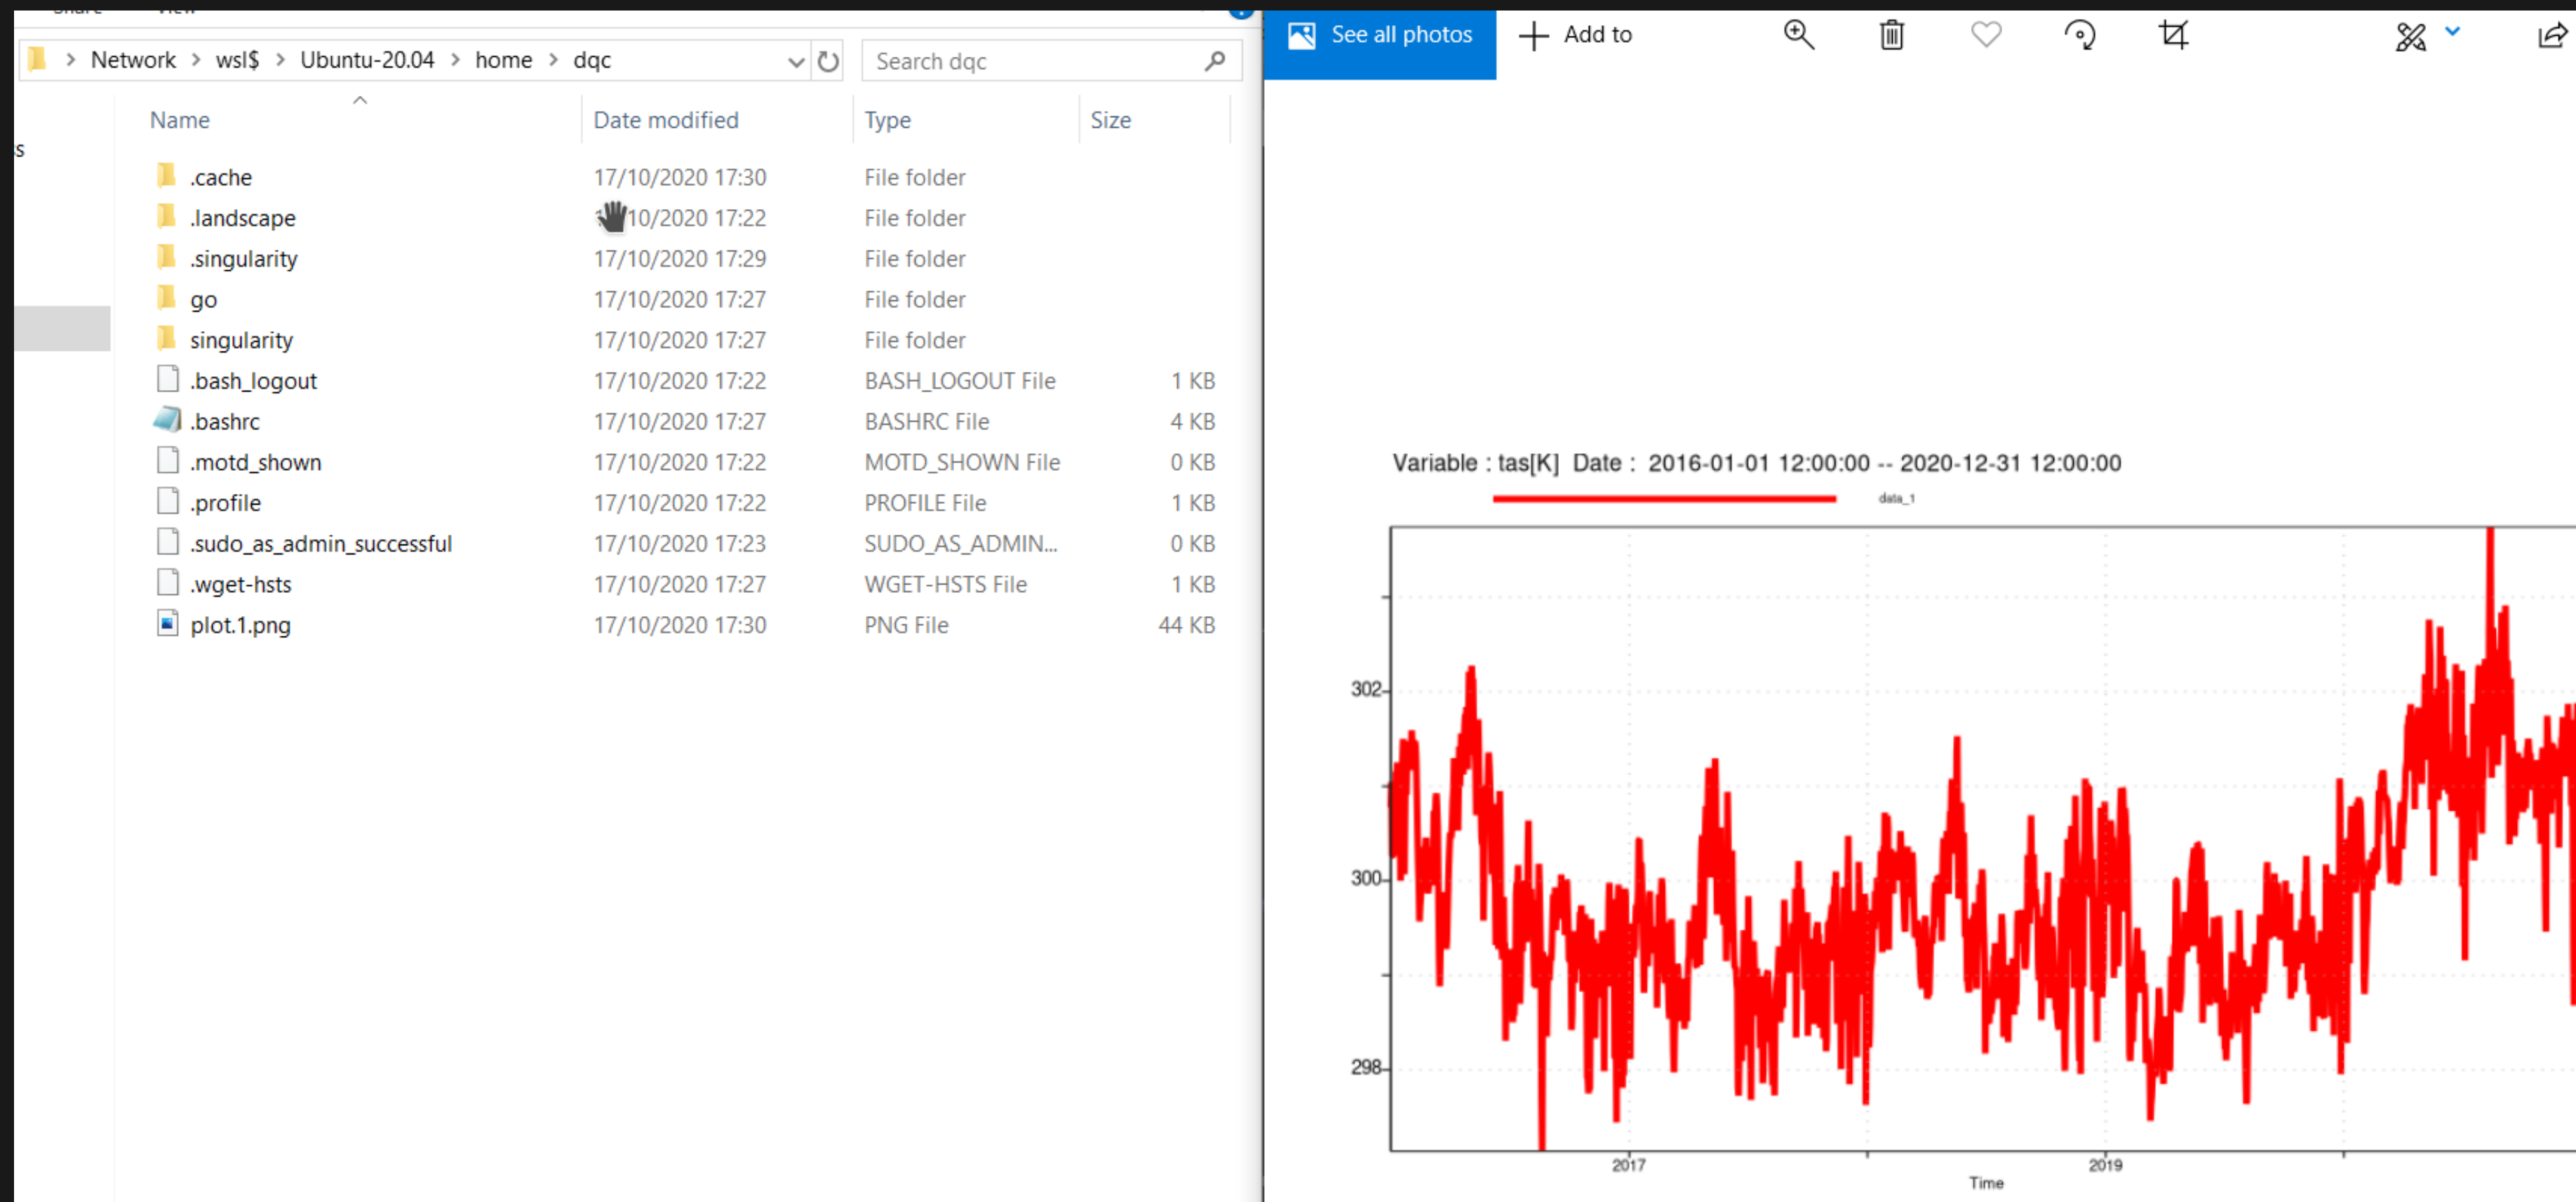 Network > wsl$ > Ubuntu-20.04 > home > dqc
Search dqc
Name Date modified Type Size
s
.cache 17/10/2020 17:30 File folder
.landscape 10/2020 17:22 File folder
.singularity 17/10/2020 17:29 File folder
go 17/10/2020 17:27 File folder
singularity 17/10/2020 17:27 File folder
.bash_logout 17/10/2020 17:22 BASH_LOGOUT File 1 KB
.bashrc 17/10/2020 17:27 BASHRC File 4 KB
.motd_shown 17/10/2020 17:22 MOTD_SHOWN File 0 KB
.profile 17/10/2020 17:22 PROFILE File 1 KB
.sudo_as_admin_successful 17/10/2020 17:23 SUDO_AS_ADMIN... 0 KB
.wget-hsts 17/10/2020 17:27 WGET-HSTS File 1 KB
plot.1.png 17/10/2020 17:30 PNG File 44 KB
See all photos Add to
Variable : tas[K] Date : 2016-01-01 12:00:00 -- 2020-12-31 12:00:00
data_1
302
300
298
2017 2019
Time